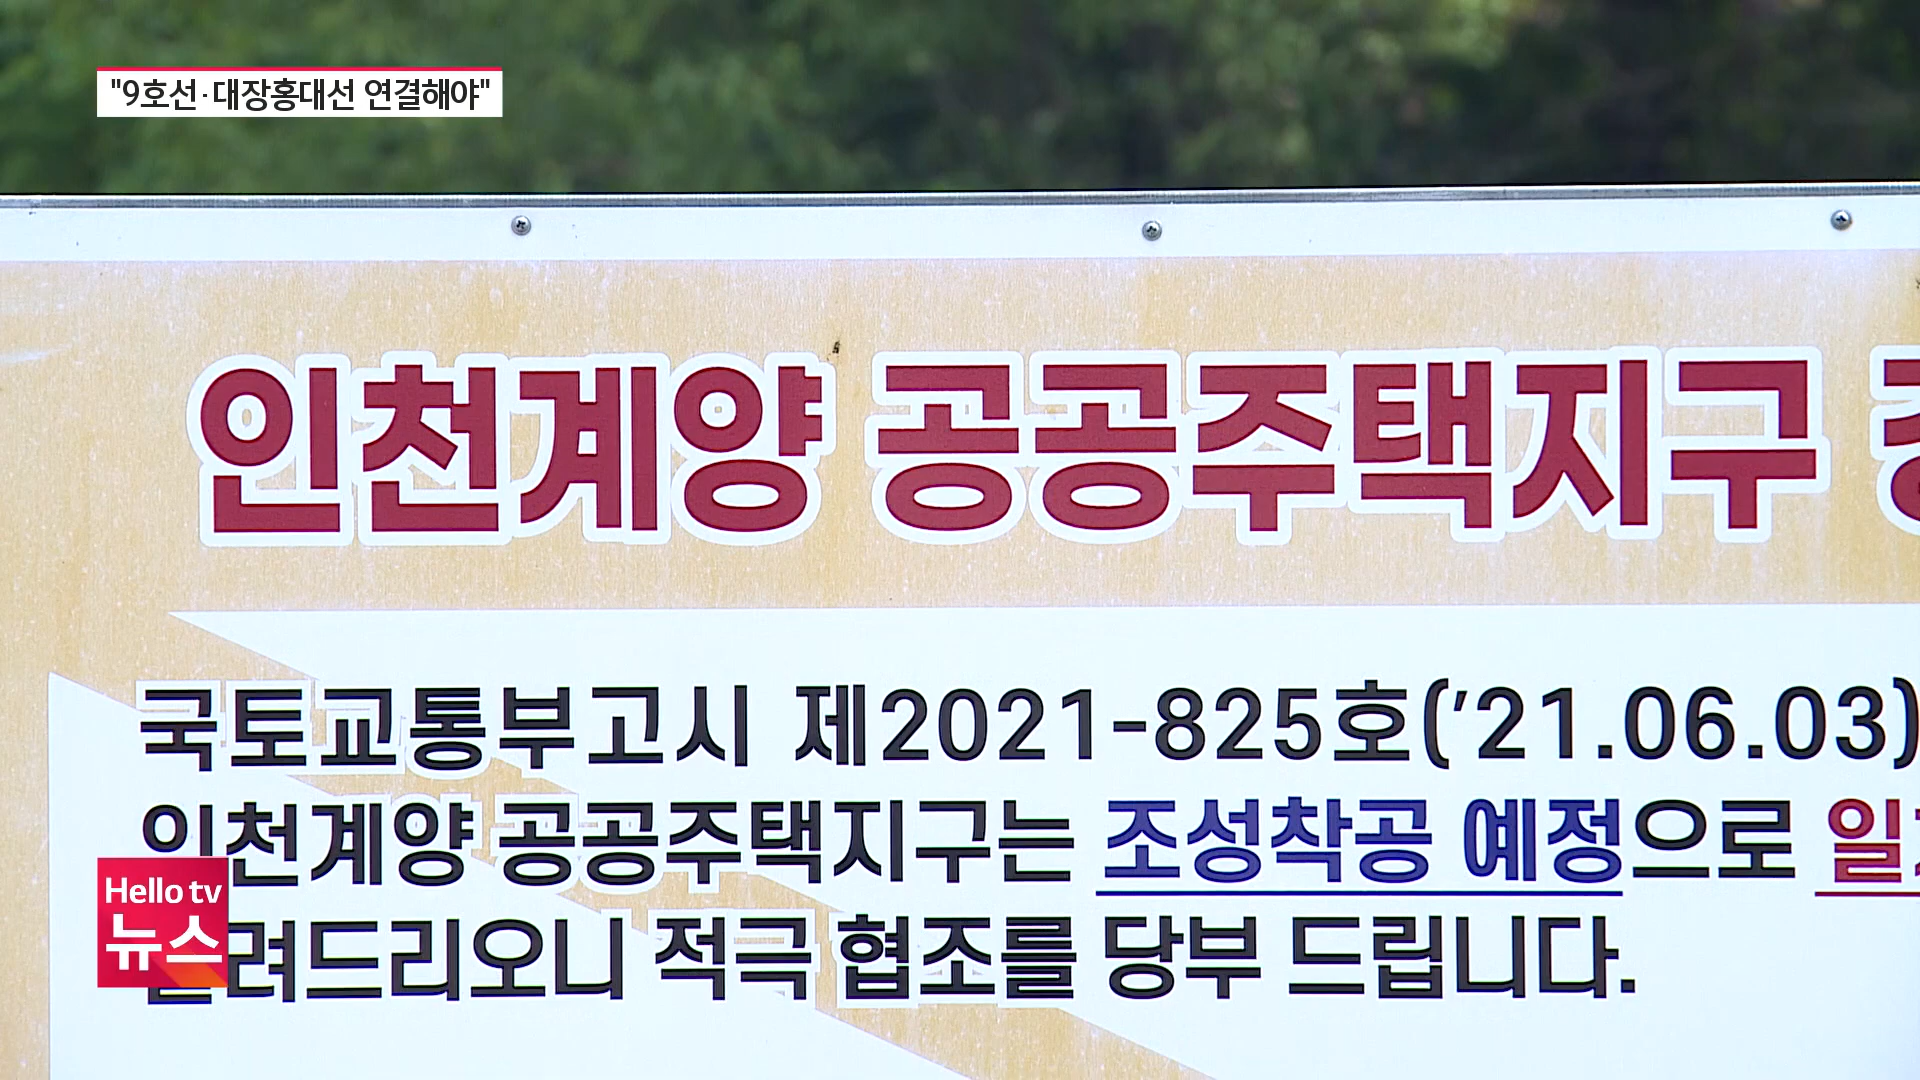 "9호선·대장홍대선 연결해야"
인천계양 공공주택지구
국토교통부고시 제2021-825호('21.06.03)
인천계양 공공주택지구는 조성착공 예정으로
려드리오니 적극 협조를 당부 드립니다.
Hello tv
뉴스